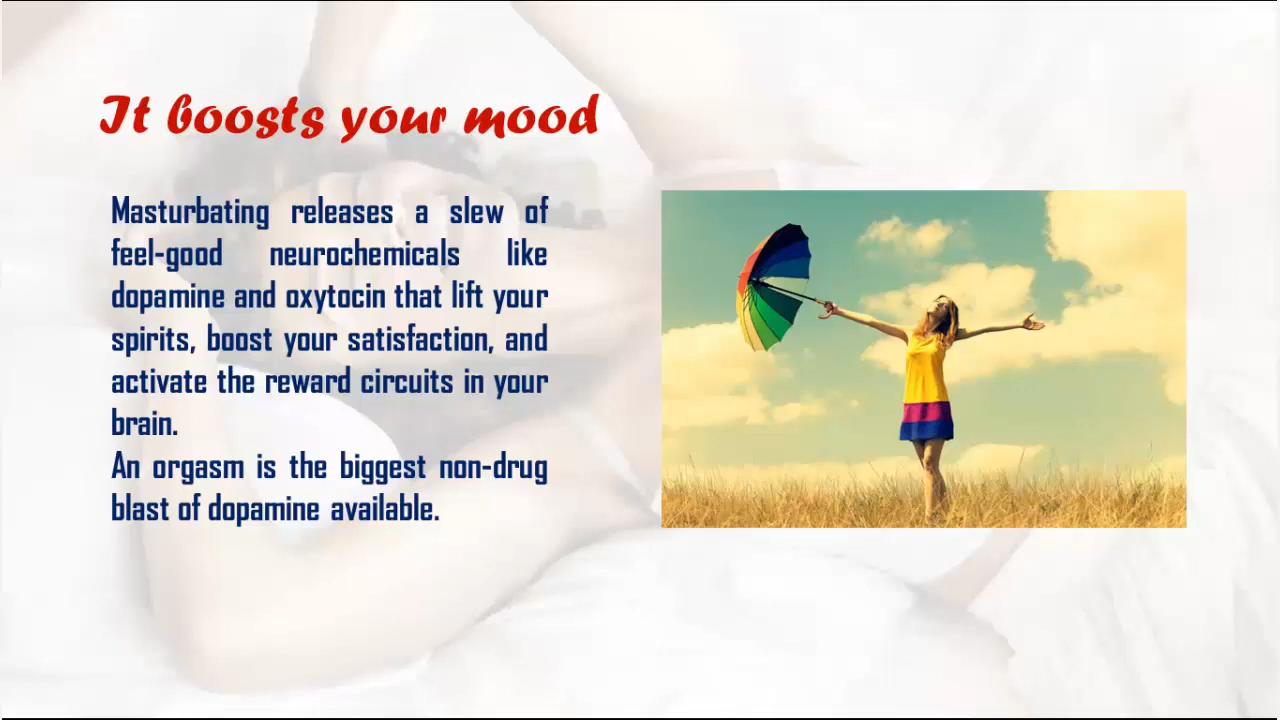 It boosts your mood
Masturbating releases a slew of
feel-good neurochemicals like
dopamine and oxytocin that lift your
spirits, boost your satisfaction, and
activate the reward circuits in your
brain.
An orgasm is the biggest non-drug
blast of dopamine available.